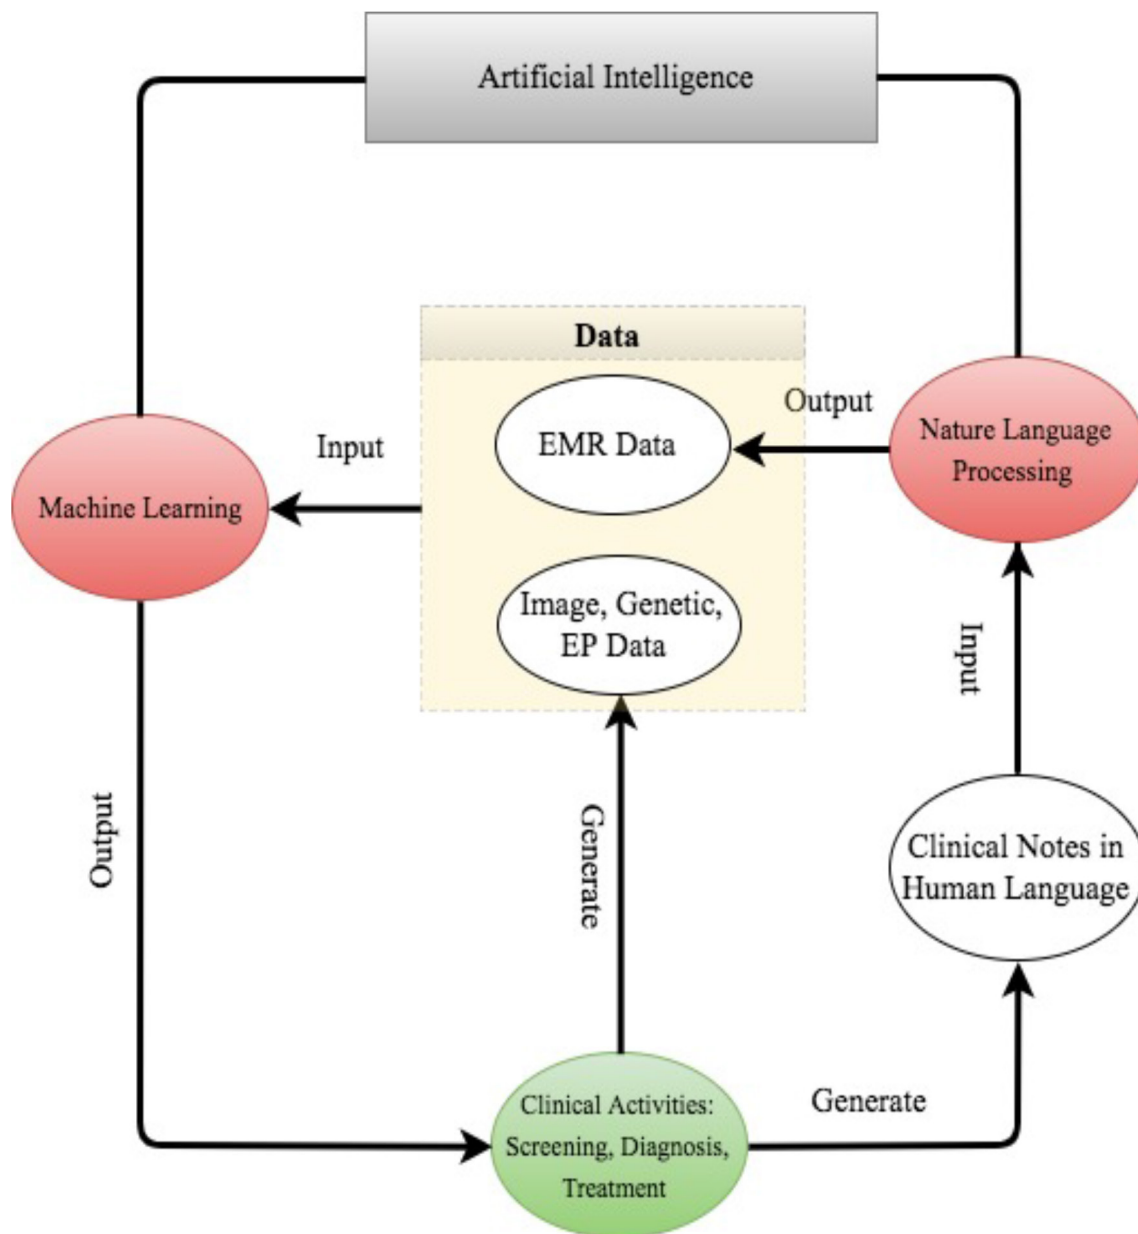 Artificial Intelligence
Data
Output
EMR Data
Nature Language
Processing
Input
Machine Learning
Image, Genetic,
EP Data
Input
Output
Generate
Clinical Notes in
Human Language
Clinical Activities:
Screening, Diagnosis,
Treatment
Generate